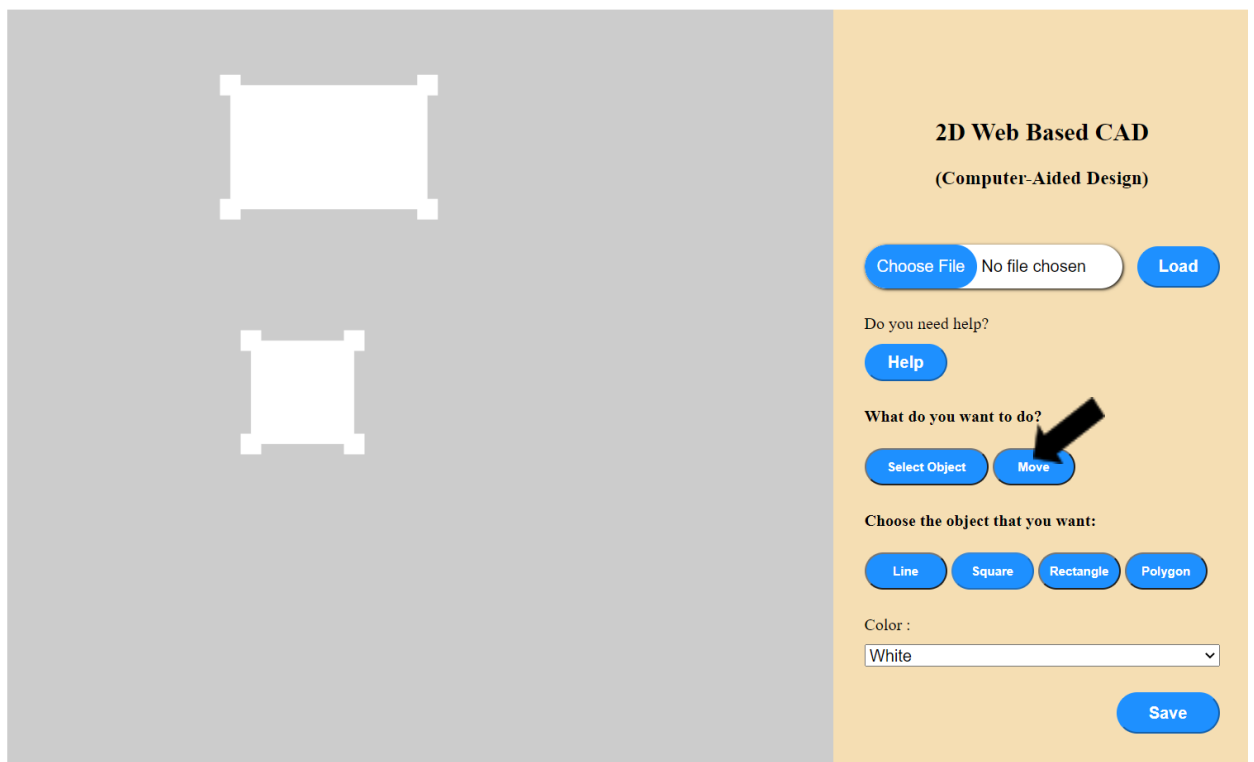 2D Web Based CAD
(Computer-Aided Design)
Choose File No file chosen Load
Do you need help?
Help
What do you want to do?
Select Object Move
Choose the object that you want:
Line Square Rectangle Polygon
Color :
White
Save